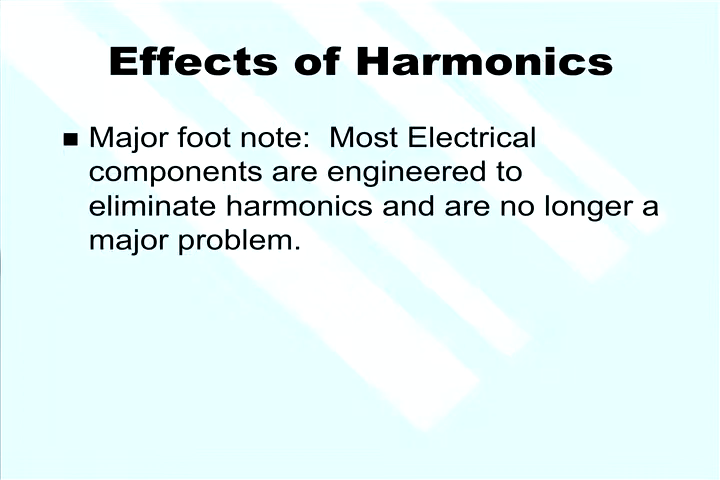 Effects of Harmonics
Major foot note:  Most Electrical
components are engineered to
eliminate harmonics and are no longer a
major problem.